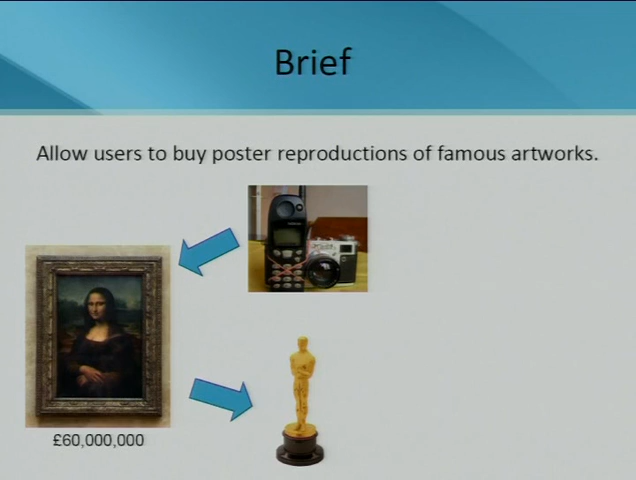 Brief
Allow users to buy poster reproductions of famous artworks.
£60,000,000